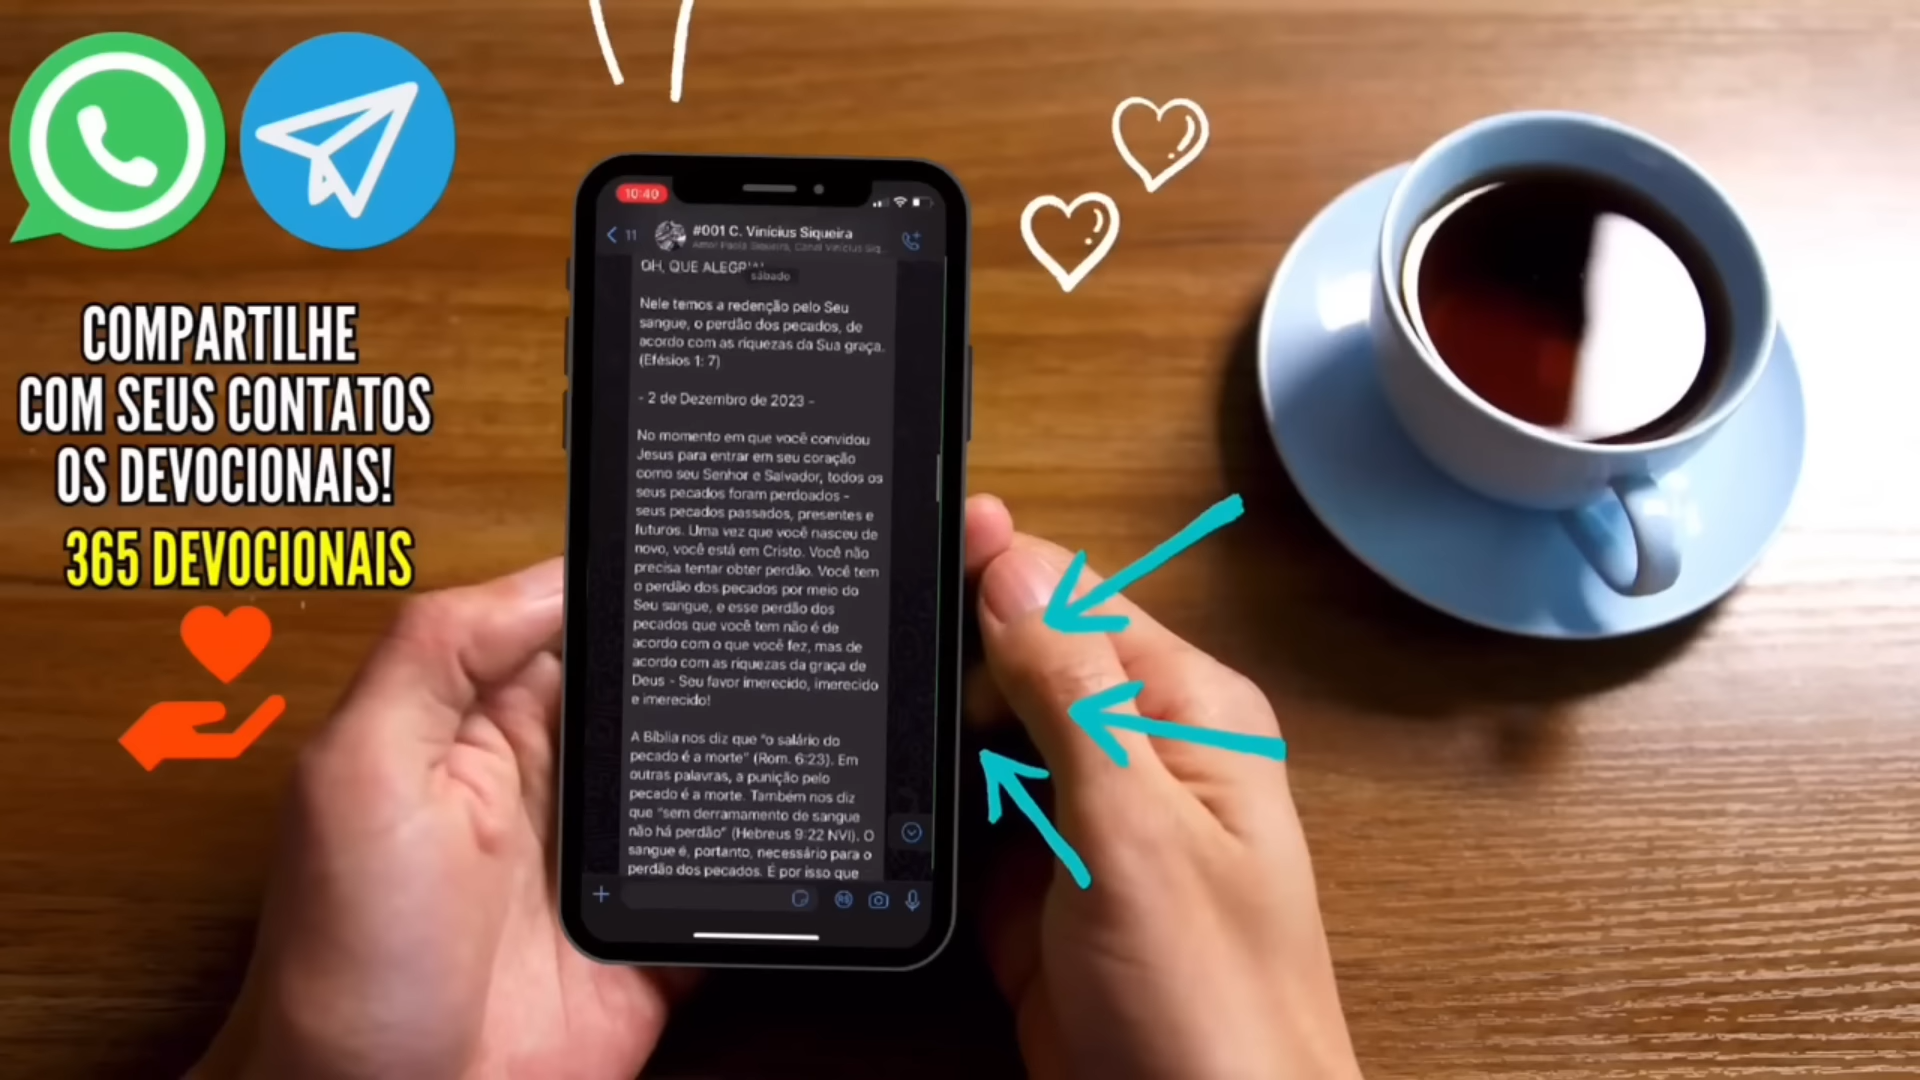 COMPARTILHE
COM SEUS CONTATOS
OS DEVOCIONAIS!
365 DEVOCIONAIS
10:40
11
#001 C. Vinícius Siqueira
Amor Paola Siqueira, Canal Vinícius Siq...
OH, QUE ALEGR
sábado
Nele temos a redenção pelo Seu
sangue, o perdão dos pecados, de
acordo com as riquezas da Sua graça.
(Efésios 1: 7)
- 2 de Dezembro de 2023 -
No momento em que você convidou
Jesus para entrar em seu coração
como seu Senhor e Salvador, todos os
seus pecados foram perdoados -
seus pecados passados, presentes e
futuros. Uma vez que você nasceu de
novo, você está em Cristo. Você não
precisa tentar obter perdão. Você tem
o perdão dos pecados por meio do
Seu sangue, e esse perdão dos
pecados que você tem não é de
acordo com o que você fez, mas de
acordo com as riquezas da graça de
Deus - Seu favor imerecido, imerecido
e imerecido!
A Bíblia nos diz que "o salário do
pecado é a morte" (Rom. 6:23). Em
outras palavras, a punição pelo
pecado é a morte. Também nos diz
que "sem derramamento de sangue
não há perdão" (Hebreus 9:22 NVI). O
sangue é, portanto, necessário para o
perdão dos pecados. É por isso que